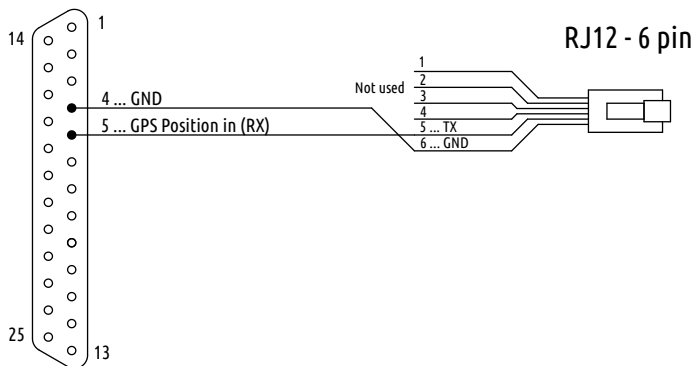 1
14
RJ12 - 6 pin
1
Not used
2
3
4
4 ... GND
5 ... GPS Position in (RX)
5 ... TX
6 ... GND
25
13